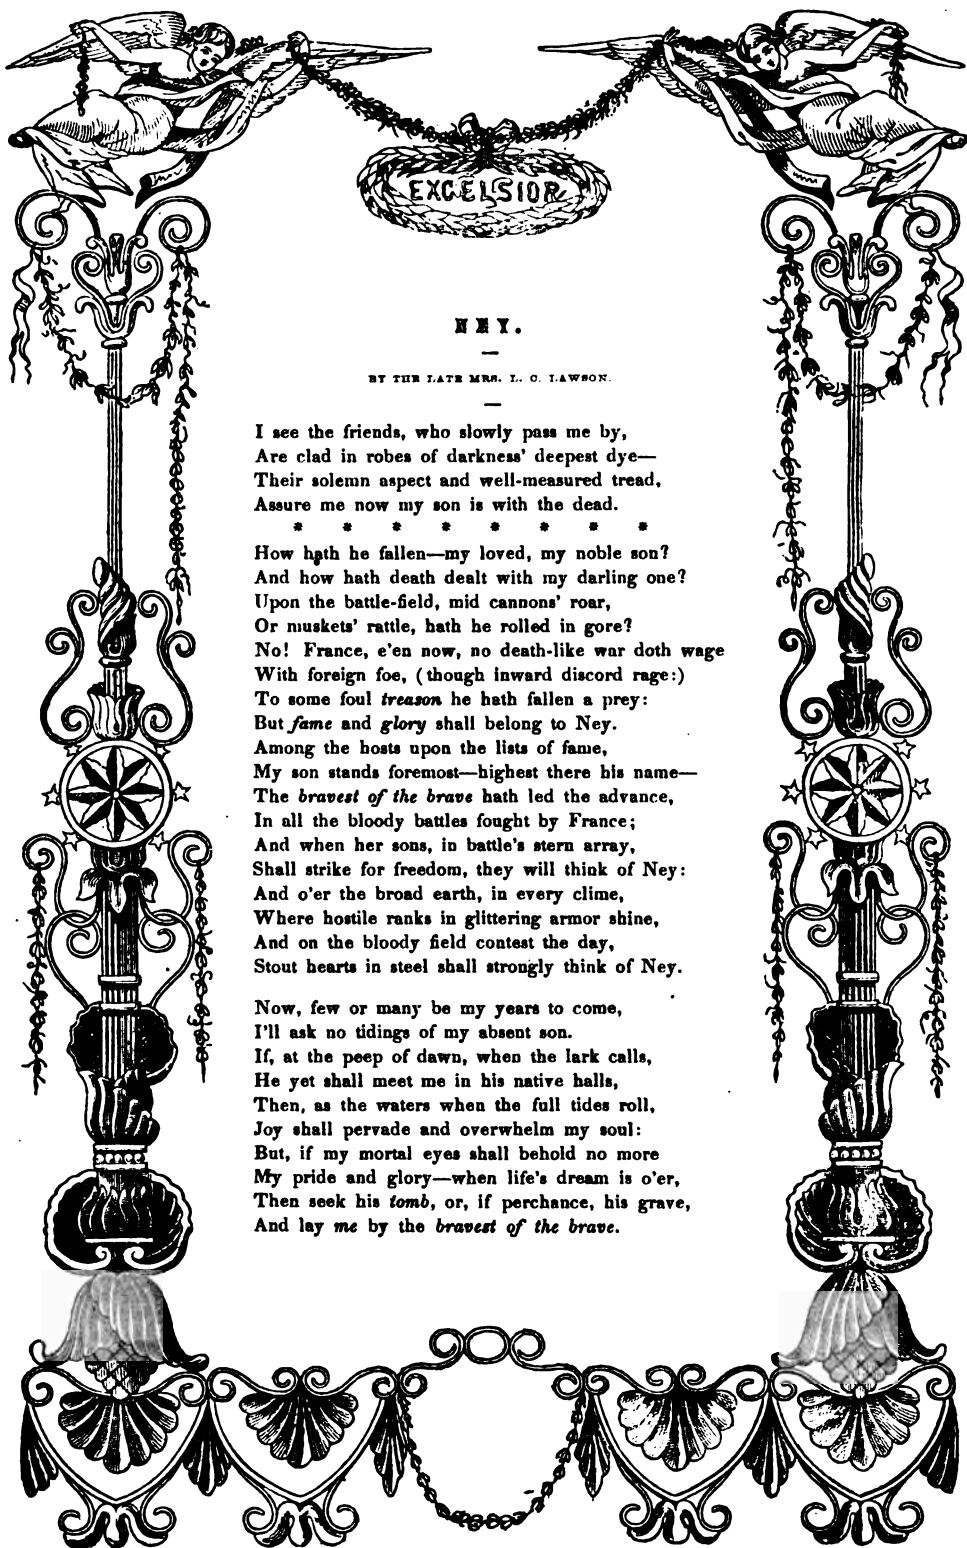 EXCELSIOR
NEY.
BY THE LATE MRS. L. C. LAWSON.
I see the friends, who slowly pass me by,
Are clad in robes of darkness' deepest dye—
Their solemn aspect and well-measured tread,
Assure me now my son is with the dead.
* * * * * * * *
How hath he fallen—my loved, my noble son?
And how hath death dealt with my darling one?
Upon the battle-field, mid cannons' roar,
Or muskets' rattle, hath he rolled in gore?
No! France, e'en now, no death-like war doth wage
With foreign foe, (though inward discord rage:)
To some foul treason he hath fallen a prey:
But fame and glory shall belong to Ney.
Among the hosts upon the lists of fame,
My son stands foremost—highest there his name—
The bravest of the brave hath led the advance,
In all the bloody battles fought by France;
And when her sons, in battle's stern array,
Shall strike for freedom, they will think of Ney:
And o'er the broad earth, in every clime,
Where hostile ranks in glittering armor shine,
And on the bloody field contest the day,
Stout hearts in steel shall strongly think of Ney.
Now, few or many be my years to come,
I'll ask no tidings of my absent son.
If, at the peep of dawn, when the lark calls,
He yet shall meet me in his native halls,
Then, as the waters when the full tides roll,
Joy shall pervade and overwhelm my soul:
But, if my mortal eyes shall behold no more
My pride and glory—when life's dream is o'er,
Then seek his tomb, or, if perchance, his grave,
And lay me by the bravest of the brave.